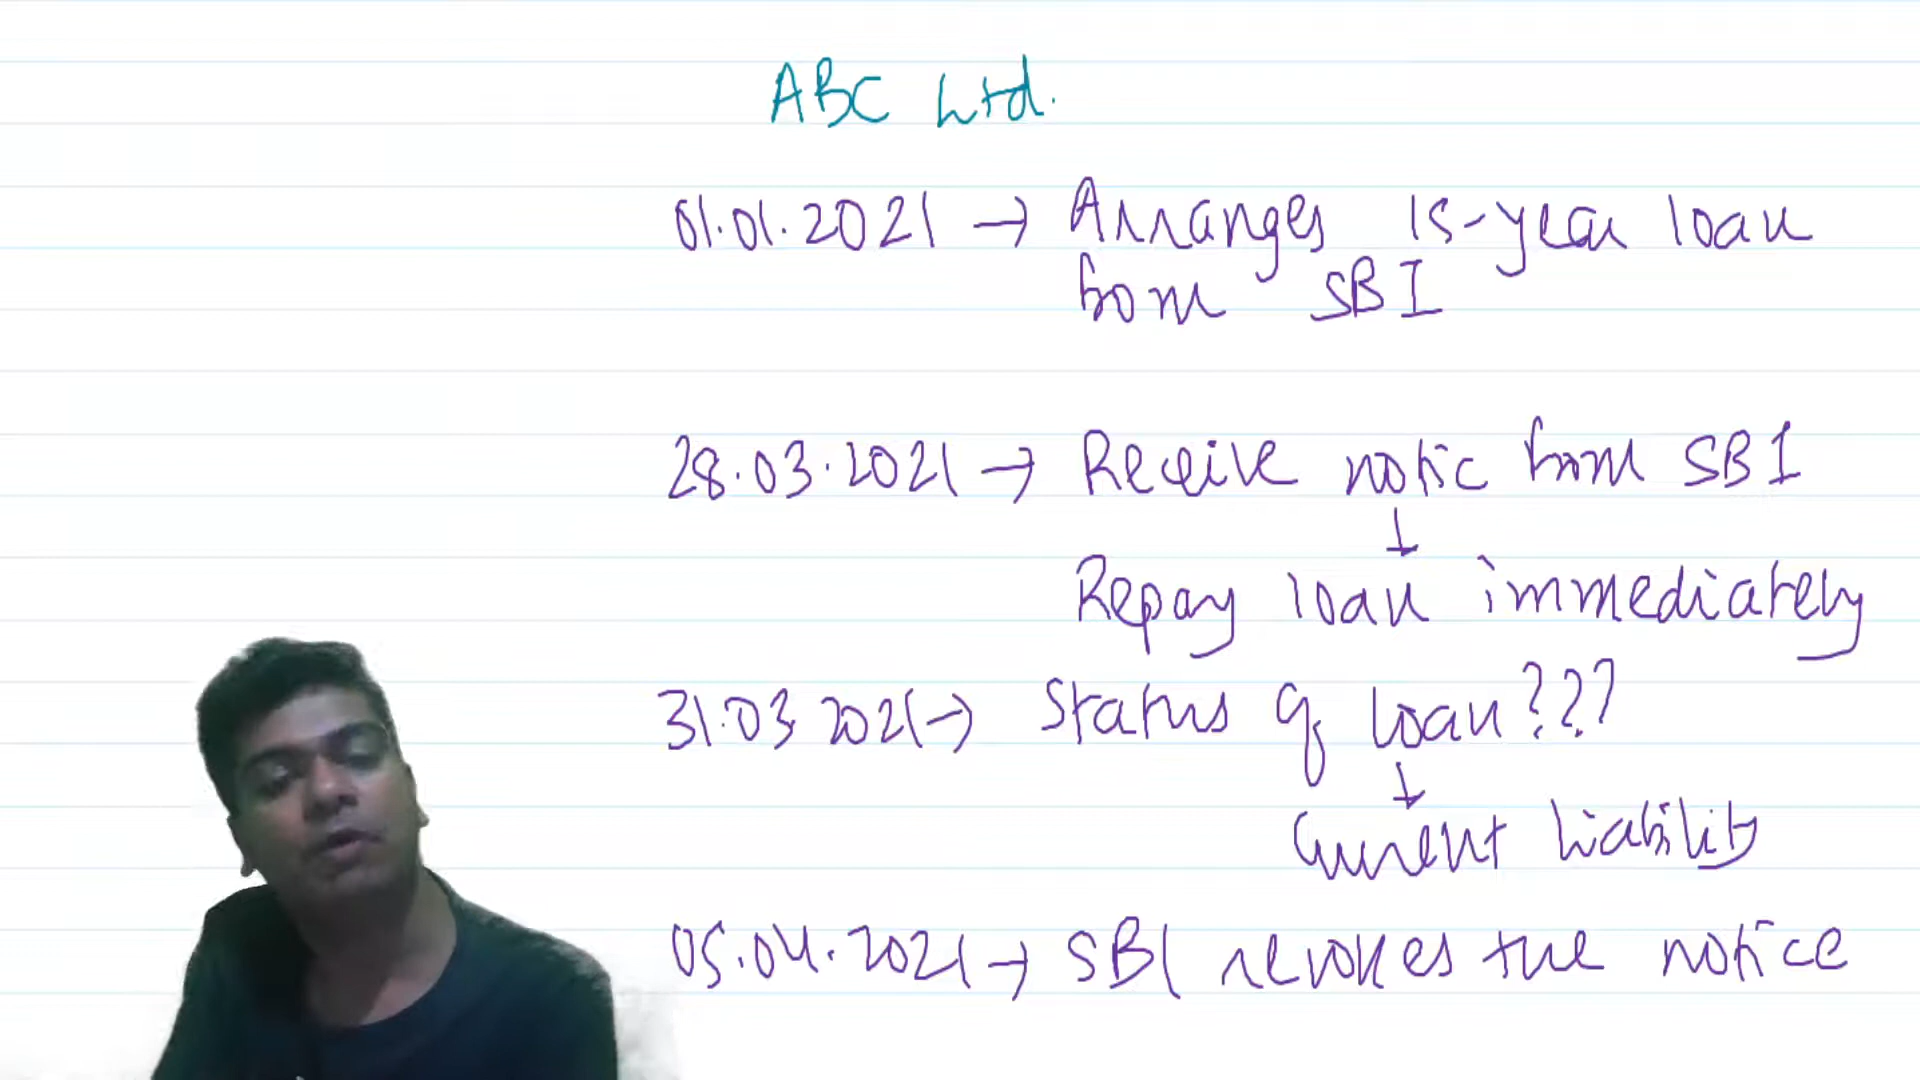 ABC Ltd.
01.01.2021 → Arranges 15-year loan
from SBI
28.03.2021 → Receive notic from SBI
↓
Repay loan immediately
31.03 2021 → Status of loan???
↓
Current Liability
05.04.2021 → SBI revokes the notice